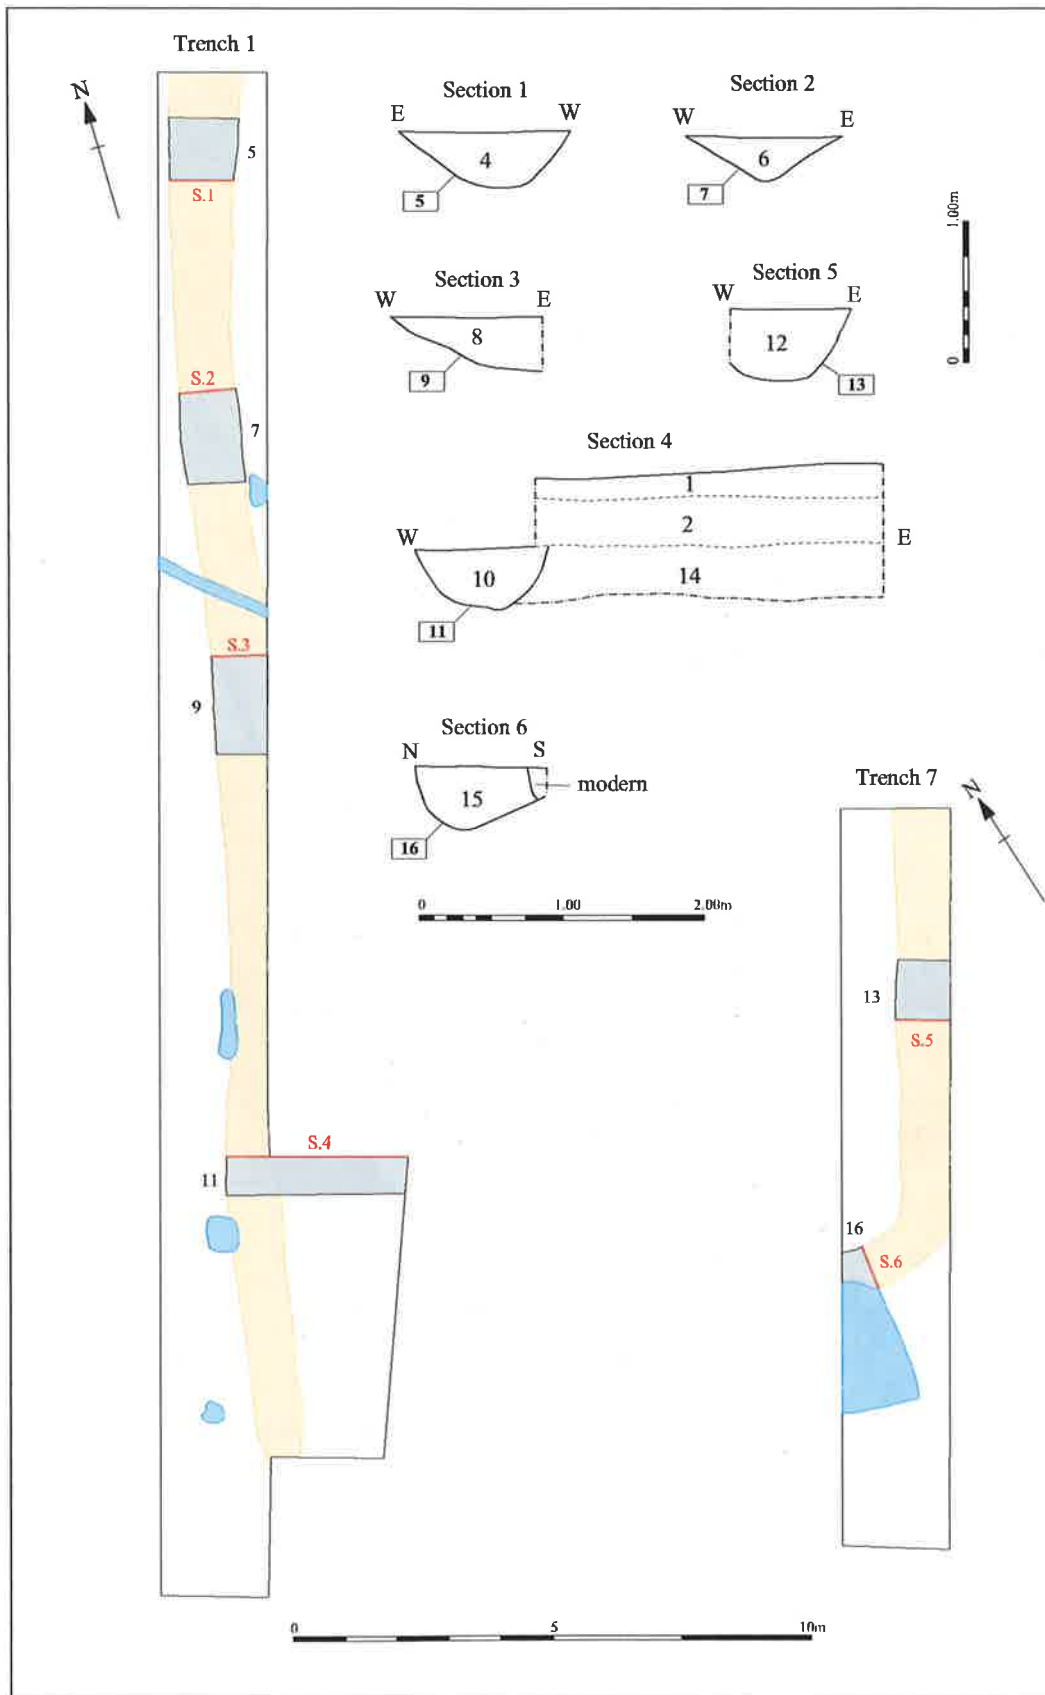 Trench 1
N
5
S.1
S.2
7
S.3
9
S.4
11
Section 1
E W
4
5
Section 2
W E
6
7
Section 3
W E
8
9
Section 5
W E
12
13
1.00m
0
Section 4
1
2
W E
10 14
11
Section 6
N S
modern
15
16
0 1.00 2.00m
Trench 7
N
13
S.5
16
S.6
0 5 10m